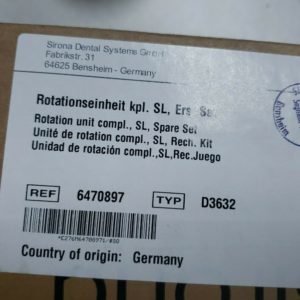 Sirona Dental Systems GmbH
Fabrikstr. 31
64625 Bensheim - Germany
Rotationseinheit kpl. SL, Ers
Rotation unit compl., SL, Spare Set
Unité de rotation compl., SL, Rech. Kit
Unidad de rotación compl.,SL,Rec.Juego
REF 6470897 TYP D3632
Country of origin: Germany